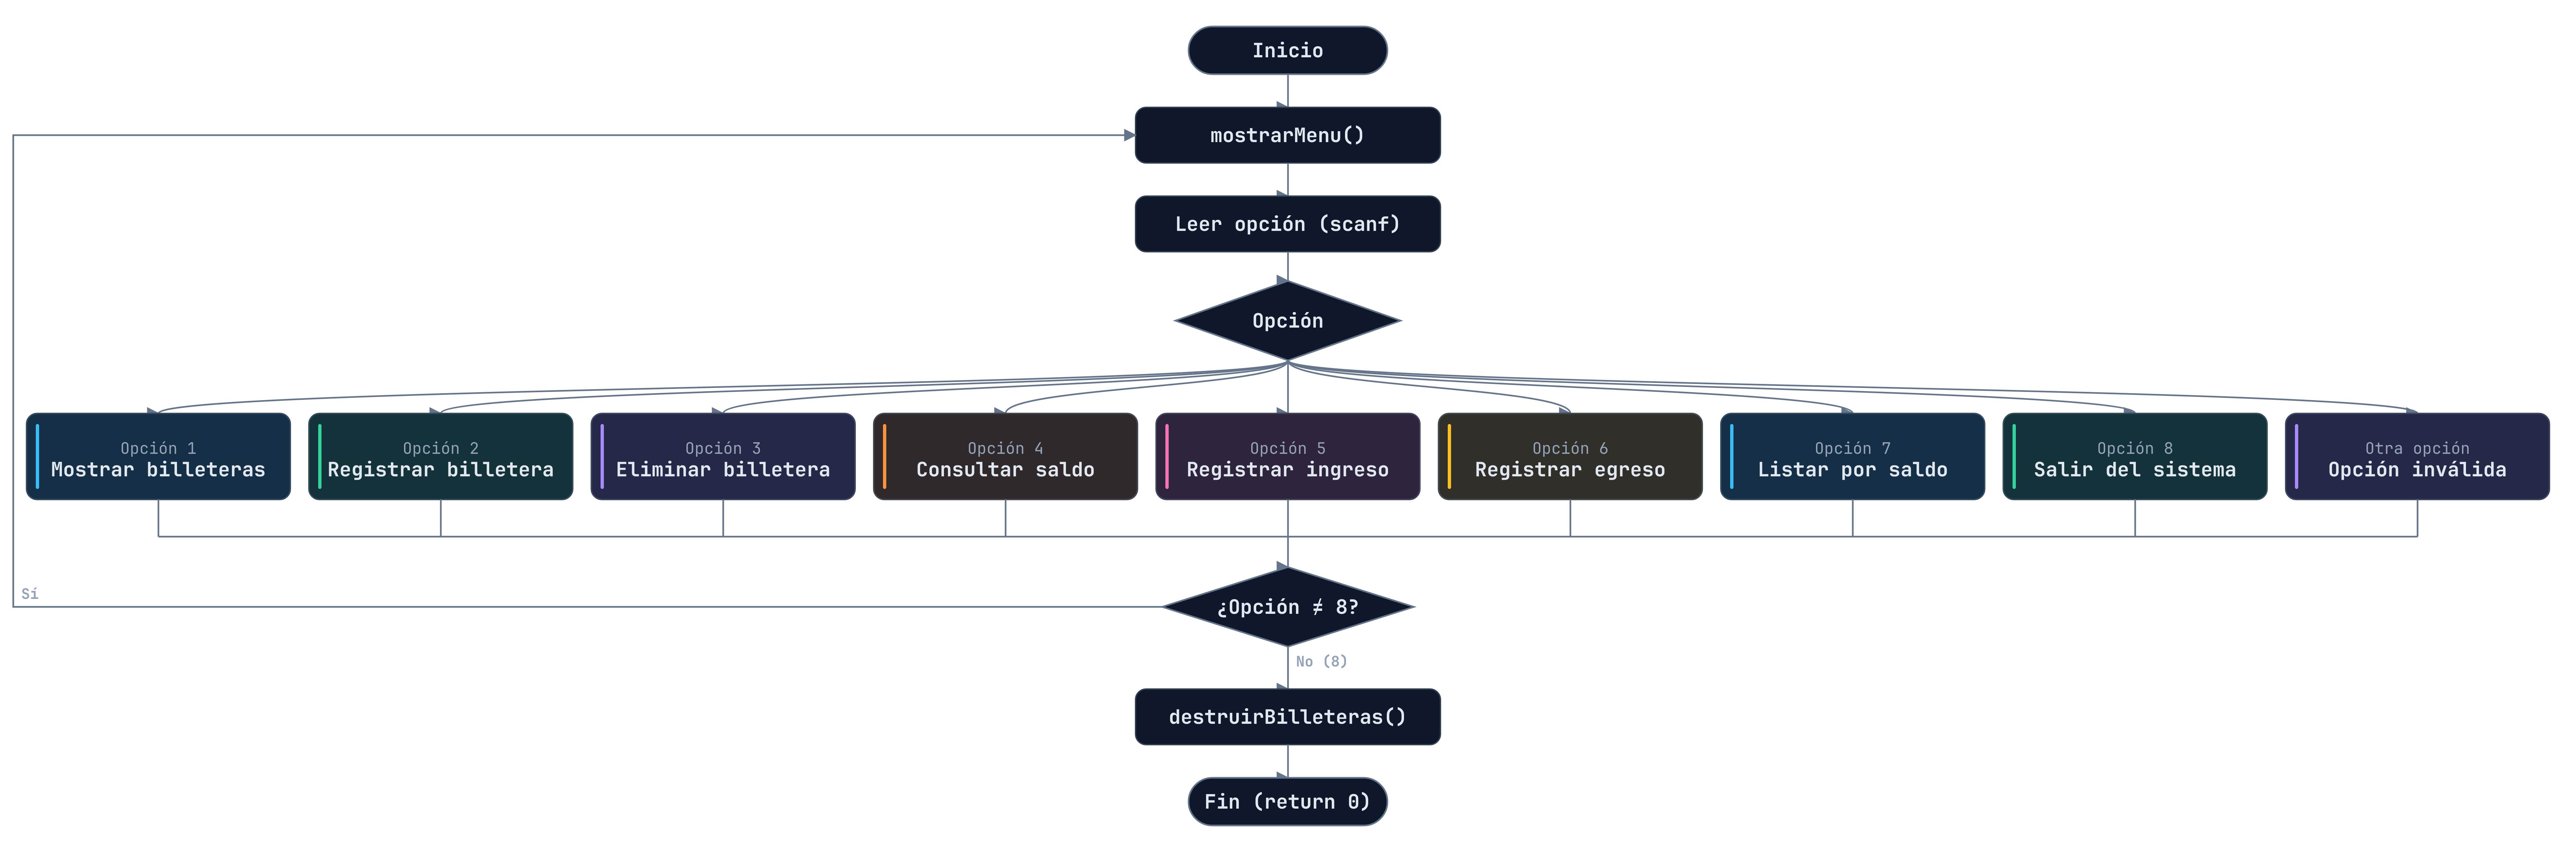 Inicio
mostrarMenu()
Leer opción (scanf)
Opción
Opción 1
Mostrar billeteras
Opción 2
Registrar billetera
Opción 3
Eliminar billetera
Opción 4
Consultar saldo
Opción 5
Registrar ingreso
Opción 6
Registrar egreso
Opción 7
Listar por saldo
Opción 8
Salir del sistema
Otra opción
Opción inválida
Sí
¿Opción ≠ 8?
No (8)
destruirBilleteras()
Fin (return 0)